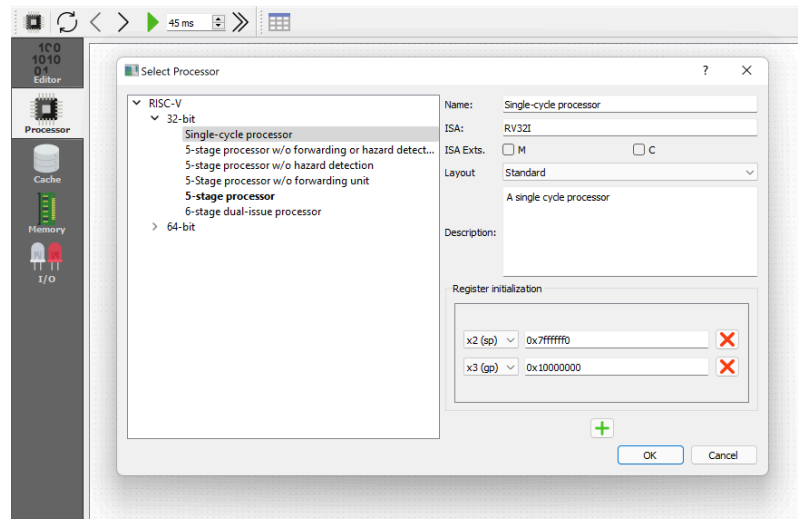 45 ms
100
1010
01
Editor
Processor
Cache
Memory
I/O
Select Processor
?
RISC-V
32-bit
Single-cycle processor
5-stage processor w/o forwarding or hazard detect...
5-stage processor w/o hazard detection
5-Stage processor w/o forwarding unit
5-stage processor
6-stage dual-issue processor
64-bit
Name: Single-cycle processor
ISA: RV32I
ISA Exts. M C
Layout Standard
Description: A single cycle processor
Register initialization
x2 (sp) 0x7ffffff0
x3 (gp) 0x10000000
OK Cancel